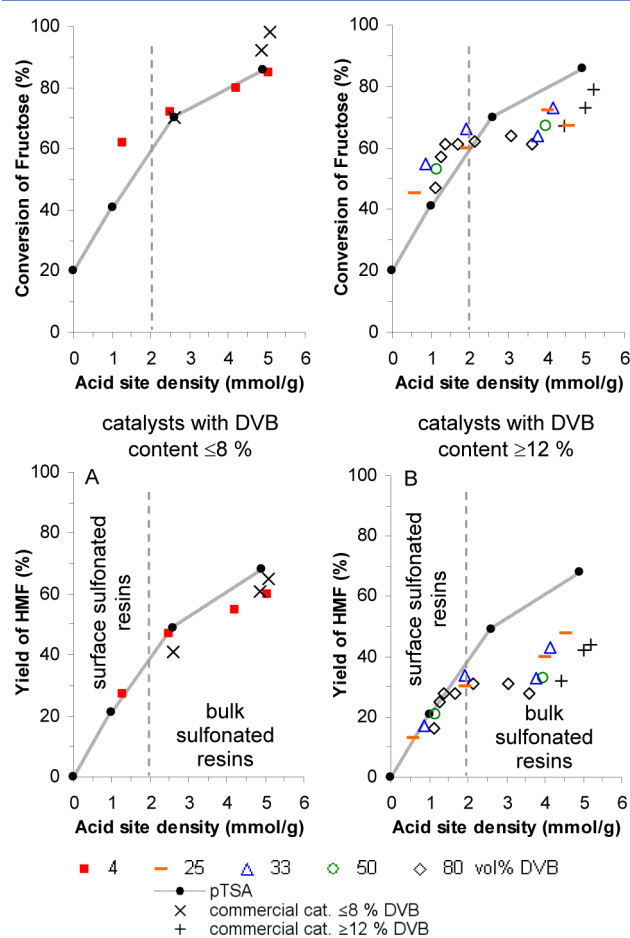 100
80
60
40
20
0
Conversion of Fructose (%)
0 1 2 3 4 5 6
Acid site density (mmol/g)
100
80
60
40
20
0
Conversion of Fructose (%)
0 1 2 3 4 5 6
Acid site density (mmol/g)
catalysts with DVB
content ≤8 %
catalysts with DVB
content ≥12 %
100
80
60
40
20
0
Yield of HMF (%)
A
surface sulfonated
resins
bulk
sulfonated
resins
0 1 2 3 4 5 6
Acid site density (mmol/g)
100
80
60
40
20
0
Yield of HMF (%)
B
surface sulfonated
resins
bulk
sulfonated
resins
0 1 2 3 4 5 6
Acid site density (mmol/g)
4 25 33 50 80 vol% DVB
pTSA
commercial cat. ≤8 % DVB
commercial cat. ≥12 % DVB